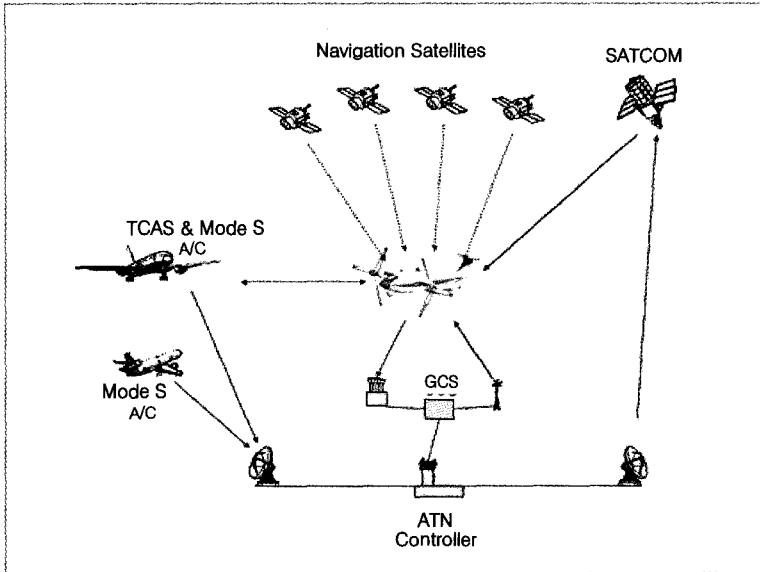 Navigation Satellites
SATCOM
TCAS & Mode S
A/C
Mode S
A/C
GCS
ATN
Controller